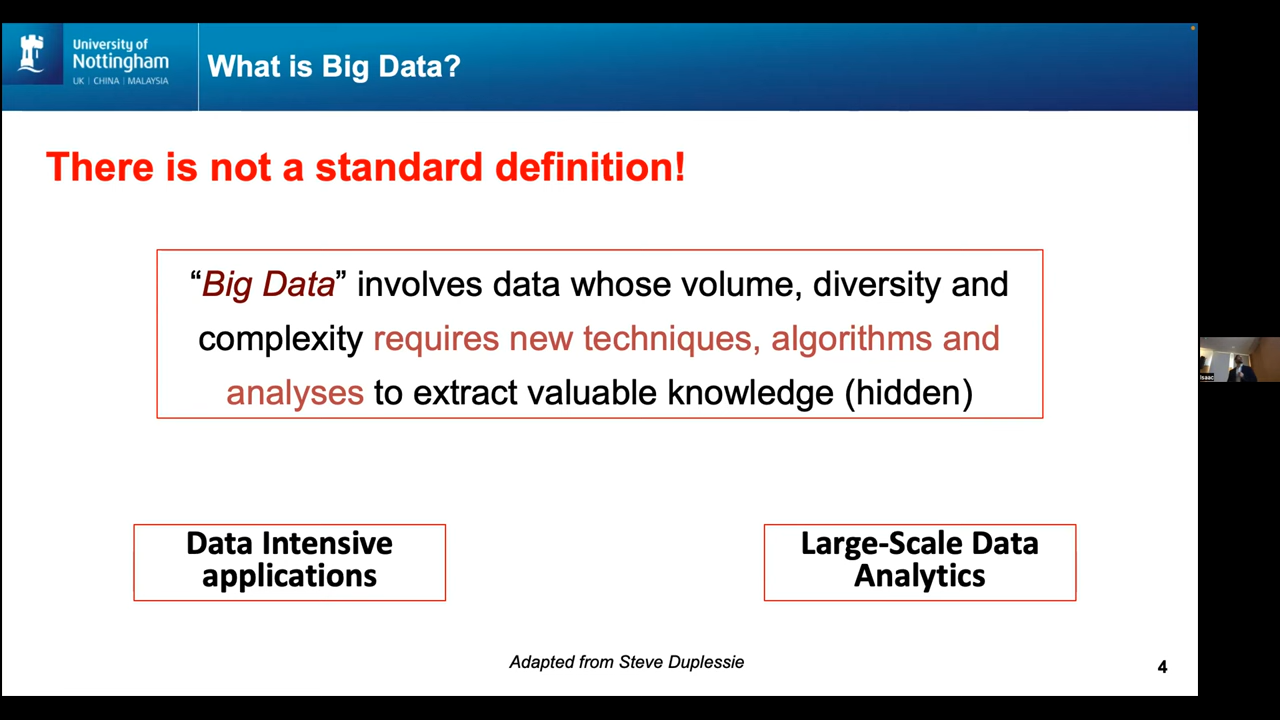 University of
Nottingham
UK | CHINA | MALAYSIA
What is Big Data?
There is not a standard definition!
“Big Data” involves data whose volume, diversity and
complexity requires new techniques, algorithms and
analyses to extract valuable knowledge (hidden)
Data Intensive
applications
Large-Scale Data
Analytics
Adapted from Steve Duplessie
4
Isaac